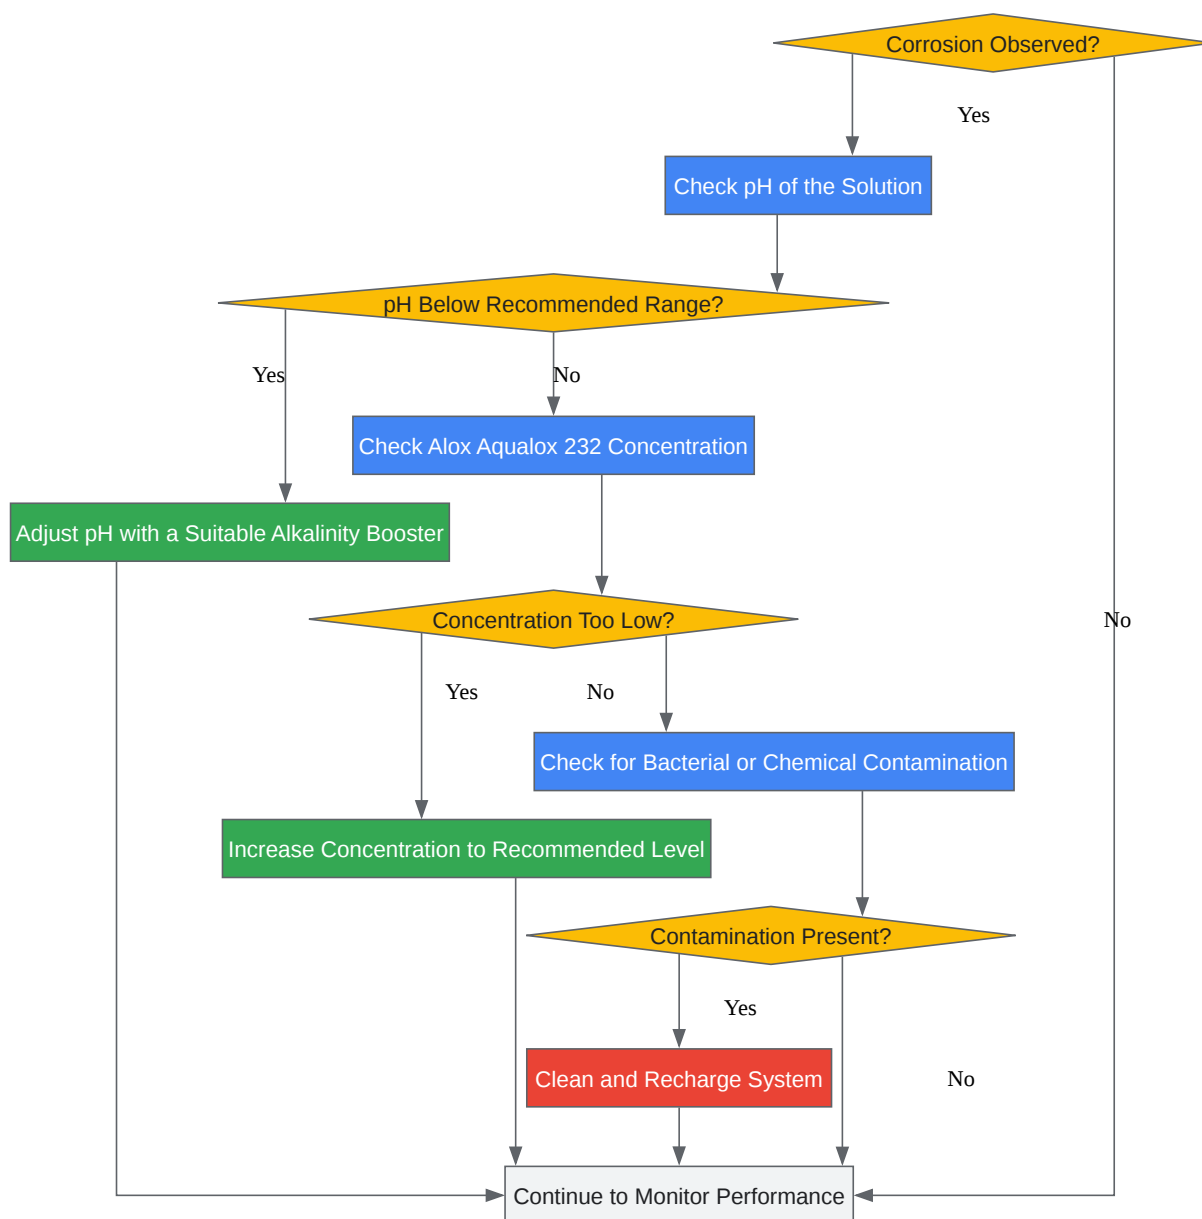 Corrosion Observed?
Yes
Check pH of the Solution
pH Below Recommended Range?
Yes
No
Check Alox Aqualox 232 Concentration
Adjust pH with a Suitable Alkalinity Booster
Concentration Too Low?
No
Yes
No
Check for Bacterial or Chemical Contamination
Increase Concentration to Recommended Level
Contamination Present?
Yes
Clean and Recharge System
No
Continue to Monitor Performance